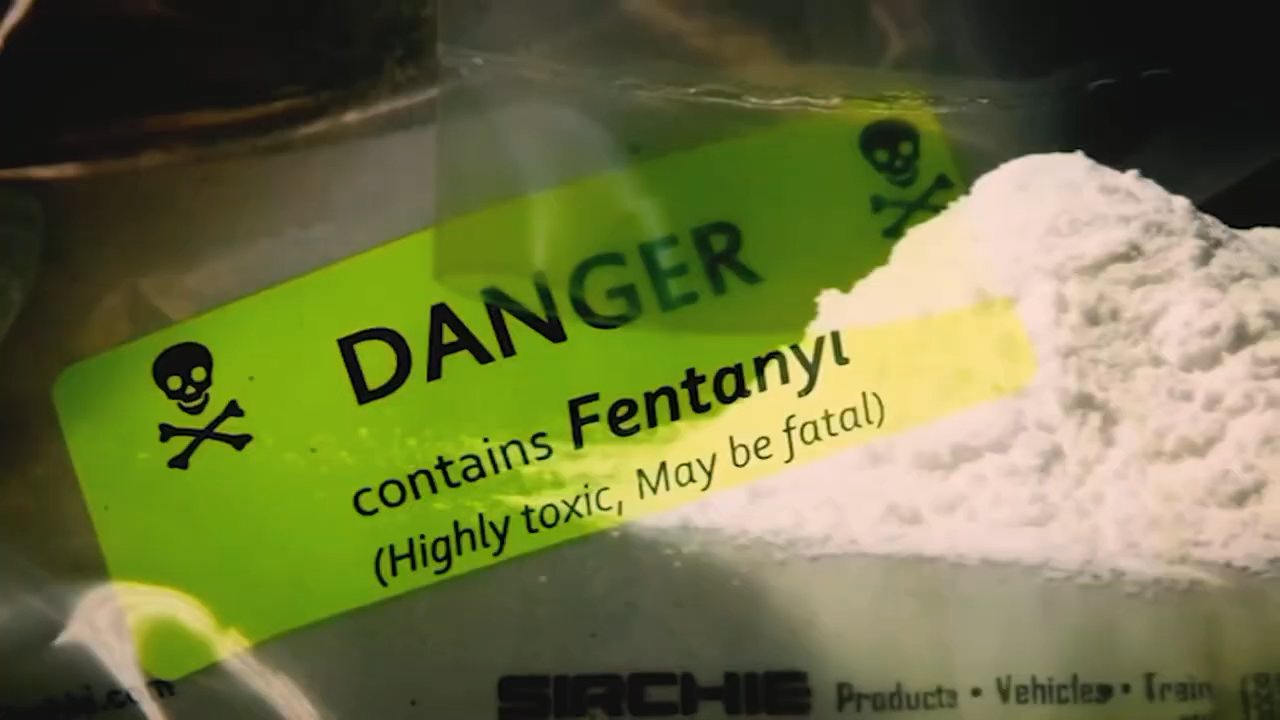 DANGER
contains Fentanyl
(Highly toxic, May be fatal)
SIRCHIE Products • Vehicles • Train